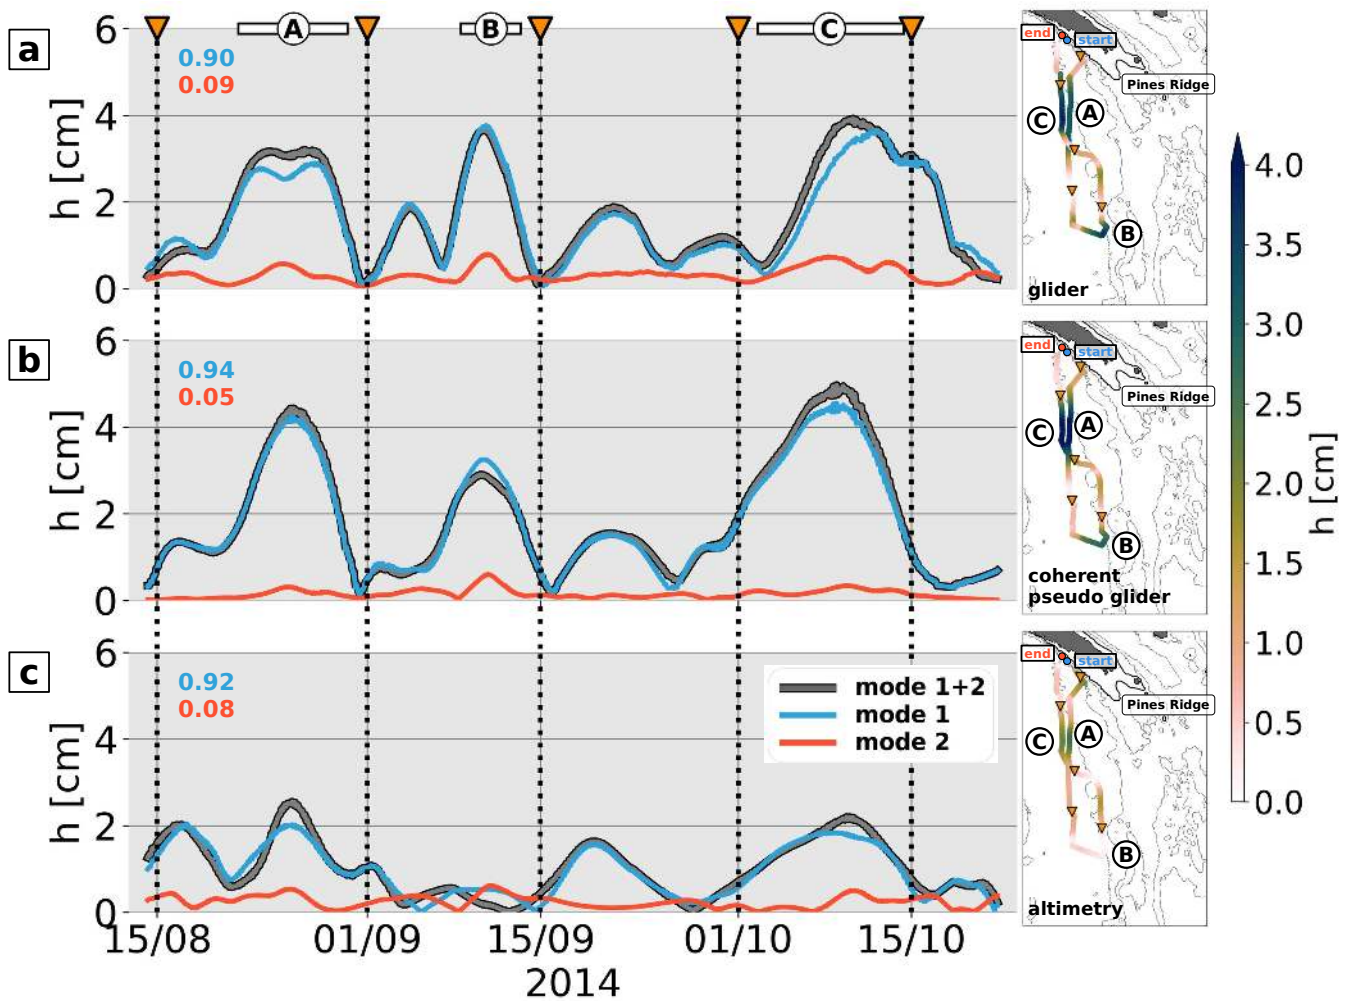 a
6
4
2
0
h [cm]
0.90
0.09
A
B
C
end
start
Pines Ridge
C
A
B
glider
b
6
4
2
0
h [cm]
0.94
0.05
end
start
Pines Ridge
C
A
B
coherent
pseudo glider
c
6
4
2
0
h [cm]
0.92
0.08
mode 1+2
mode 1
mode 2
end
start
Pines Ridge
C
A
B
altimetry
15/08
01/09
15/09
01/10
15/10
2014
4.0
3.5
3.0
2.5
2.0
1.5
1.0
0.5
0.0
h [cm]